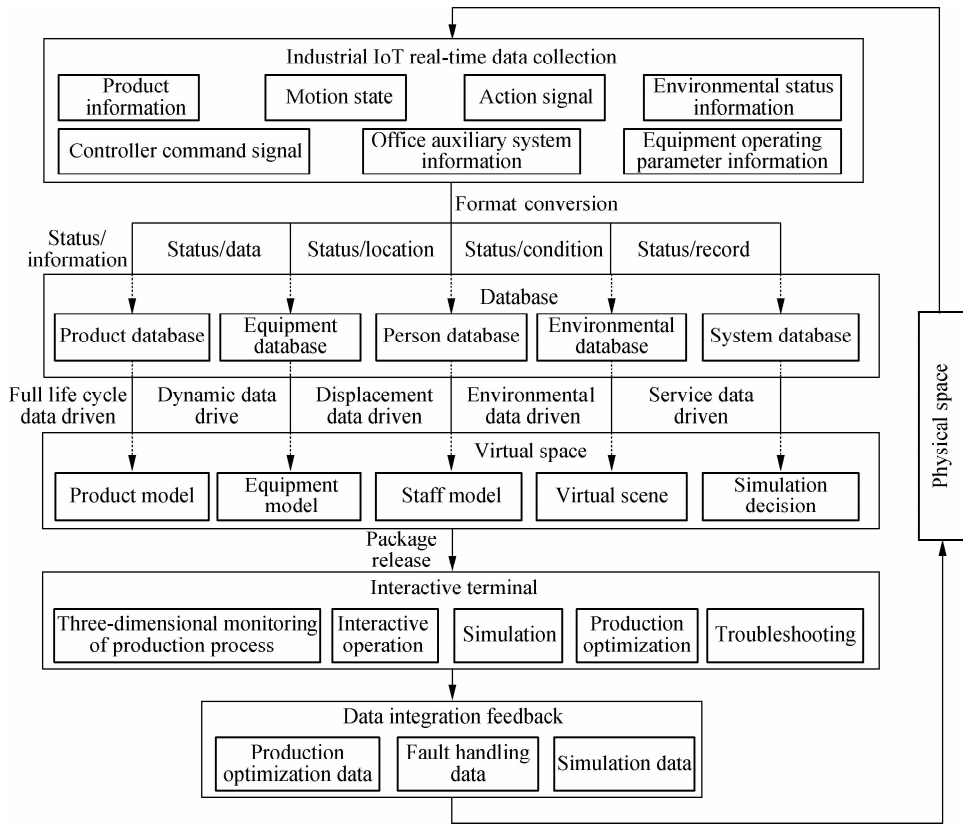 Industrial IoT real-time data collection
Product
information
Motion state
Action signal
Environmental status
information
Controller command signal
Office auxiliary system
information
Equipment operating
parameter information
Format conversion
Status/
information
Status/data
Status/location
Status/condition
Status/record
Database
Product database
Equipment
database
Person database
Environmental
database
System database
Full life cycle
data driven
Dynamic data
drive
Displacement
data driven
Environmental
data driven
Service data
driven
Virtual space
Product model
Equipment
model
Staff model
Virtual scene
Simulation
decision
Package
release
Interactive terminal
Three-dimensional monitoring
of production process
Interactive
operation
Simulation
Production
optimization
Troubleshooting
Data integration feedback
Production
optimization data
Fault handling
data
Simulation data
Physical space